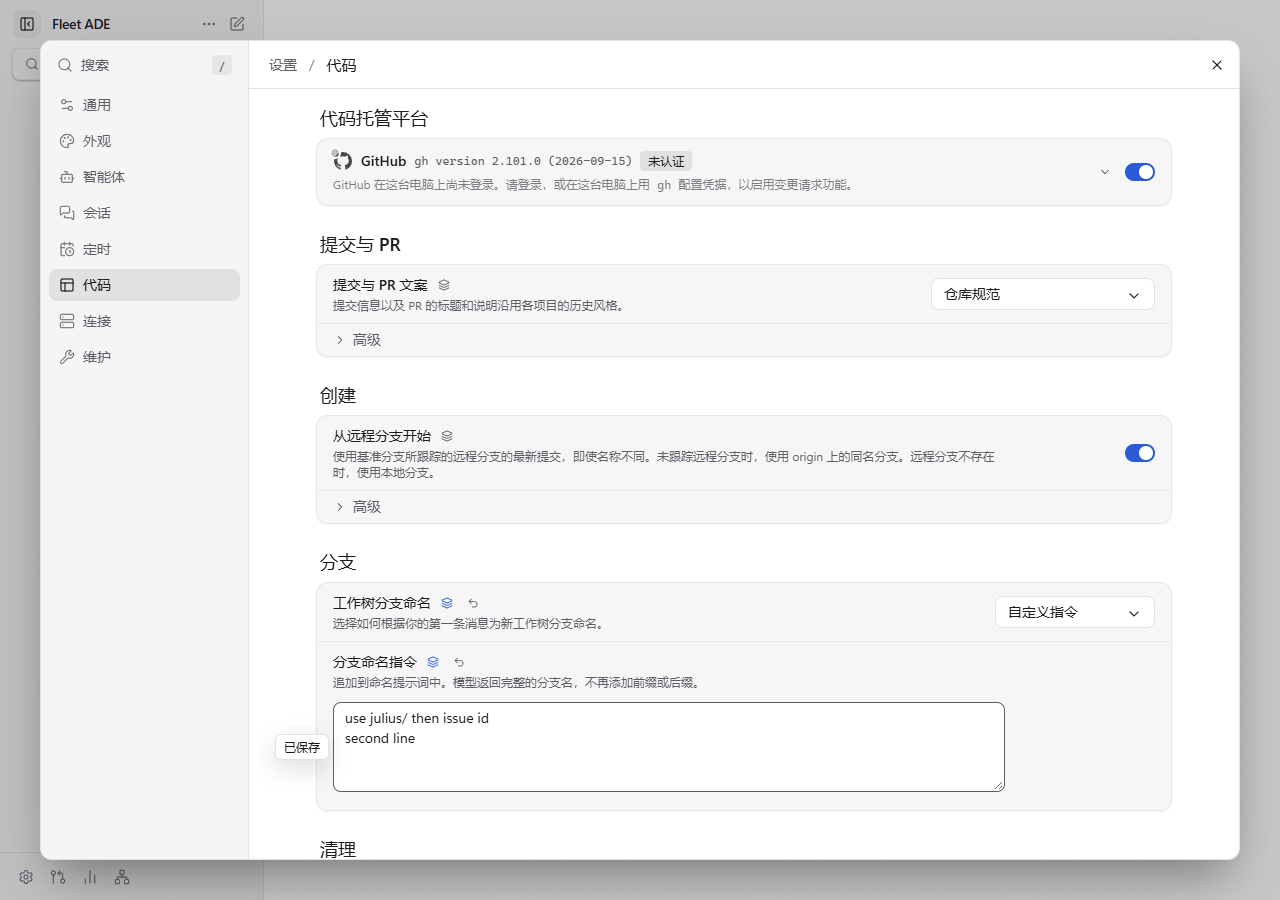 Fleet ADE
搜索
/
通用
外观
智能体
会话
定时
代码
连接
维护
设置 / 代码
代码托管平台
GitHub gh version 2.101.0 (2026-09-15) 未认证
GitHub 在这台电脑上尚未登录。请登录，或在这台电脑上用 gh 配置凭据，以启用变更请求功能。
提交与 PR
提交与 PR 文案
仓库规范
提交信息以及 PR 的标题和说明沿用各项目的历史风格。
高级
创建
从远程分支开始
使用基准分支所跟踪的远程分支的最新提交，即使名称不同。未跟踪远程分支时，使用 origin 上的同名分支。远程分支不存在
时，使用本地分支。
高级
分支
工作树分支命名
自定义指令
选择如何根据你的第一条消息为新工作树分支命名。
分支命名指令
追加到命名提示词中。模型返回完整的分支名，不再添加前缀或后缀。
use julius/ then issue id
second line
已保存
清理